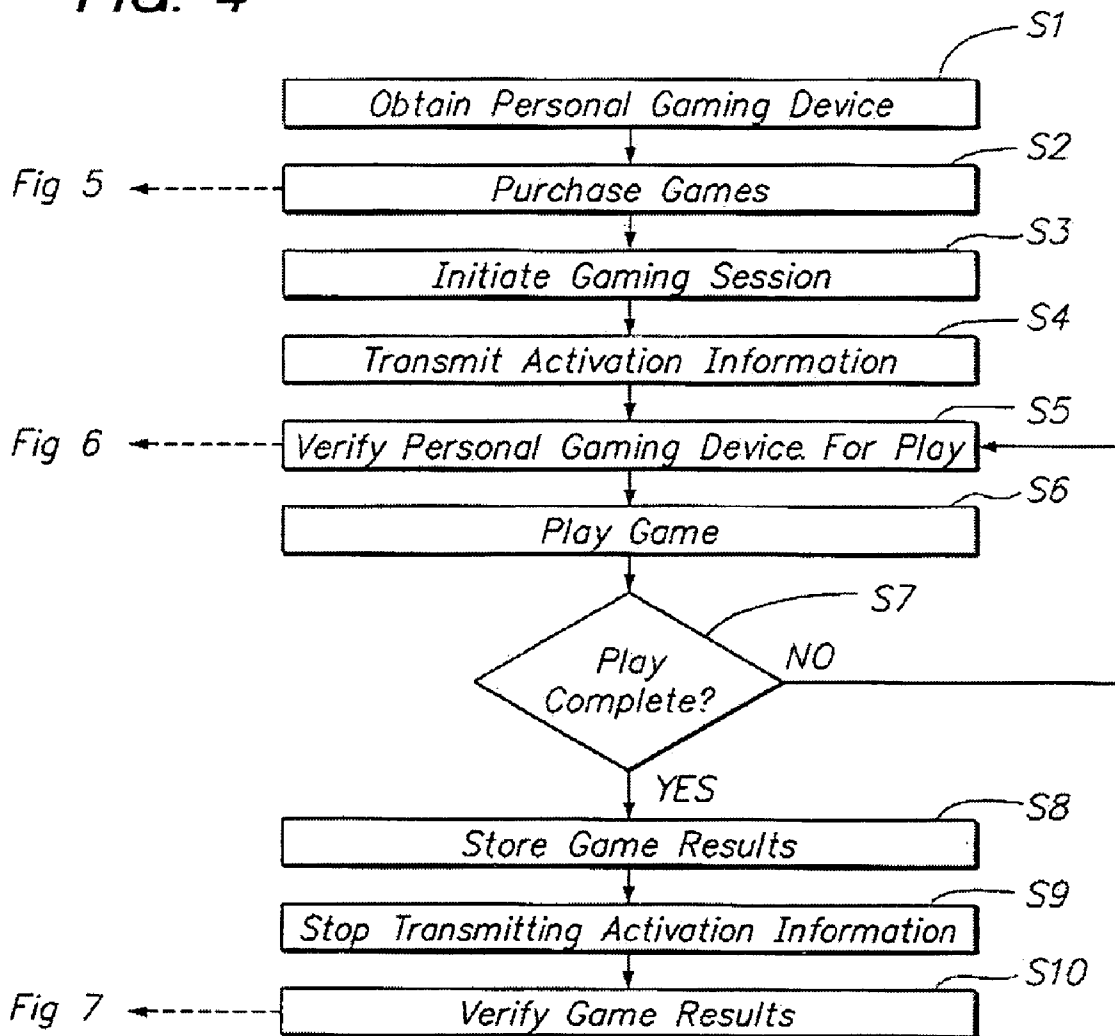 FIG. 4
S1
Obtain Personal Gaming Device
S2
Fig 5
Purchase Games
S3
Initiate Gaming Session
S4
Transmit Activation Information
S5
Fig 6
Verify Personal Gaming Device. For Play
S6
Play Game
S7
Play
Complete?
NO
YES
S8
Store Game Results
S9
Stop Transmitting Activation Information
S10
Fig 7
Verify Game Results